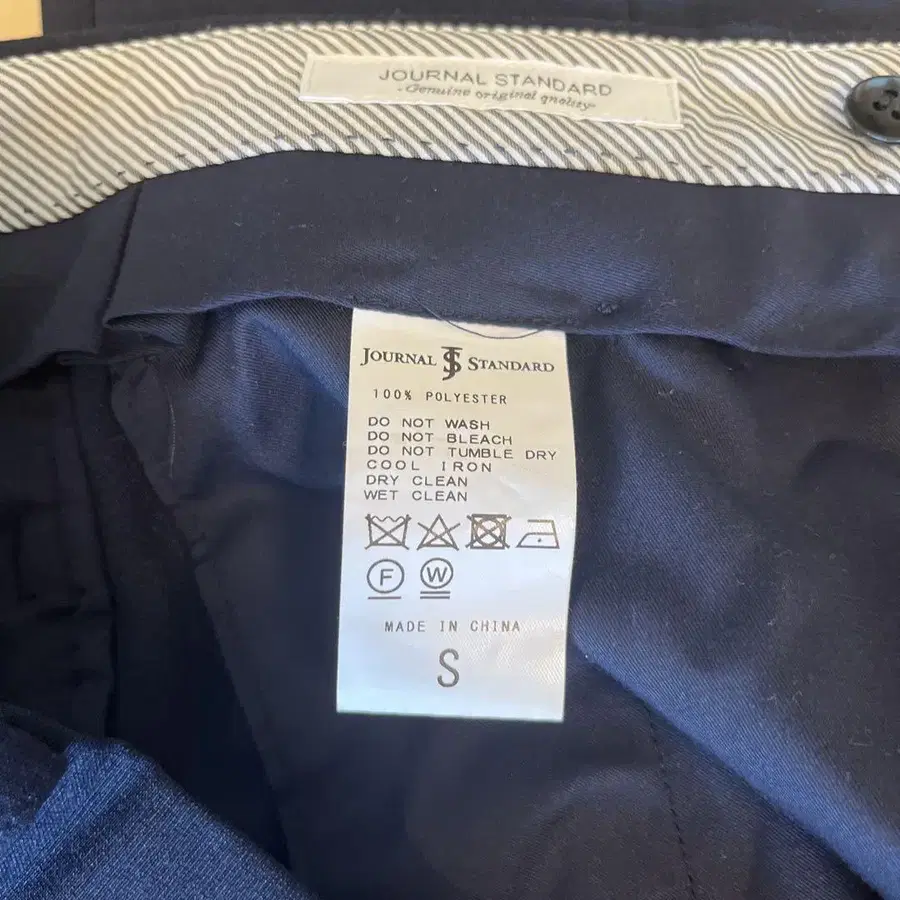 JOURNAL STANDARD
-Genuine original quality-
JOURNAL JS STANDARD
100% POLYESTER
DO NOT WASH
DO NOT BLEACH
DO NOT TUMBLE DRY
COOL IRON
DRY CLEAN
WET CLEAN
F W
MADE IN CHINA
S